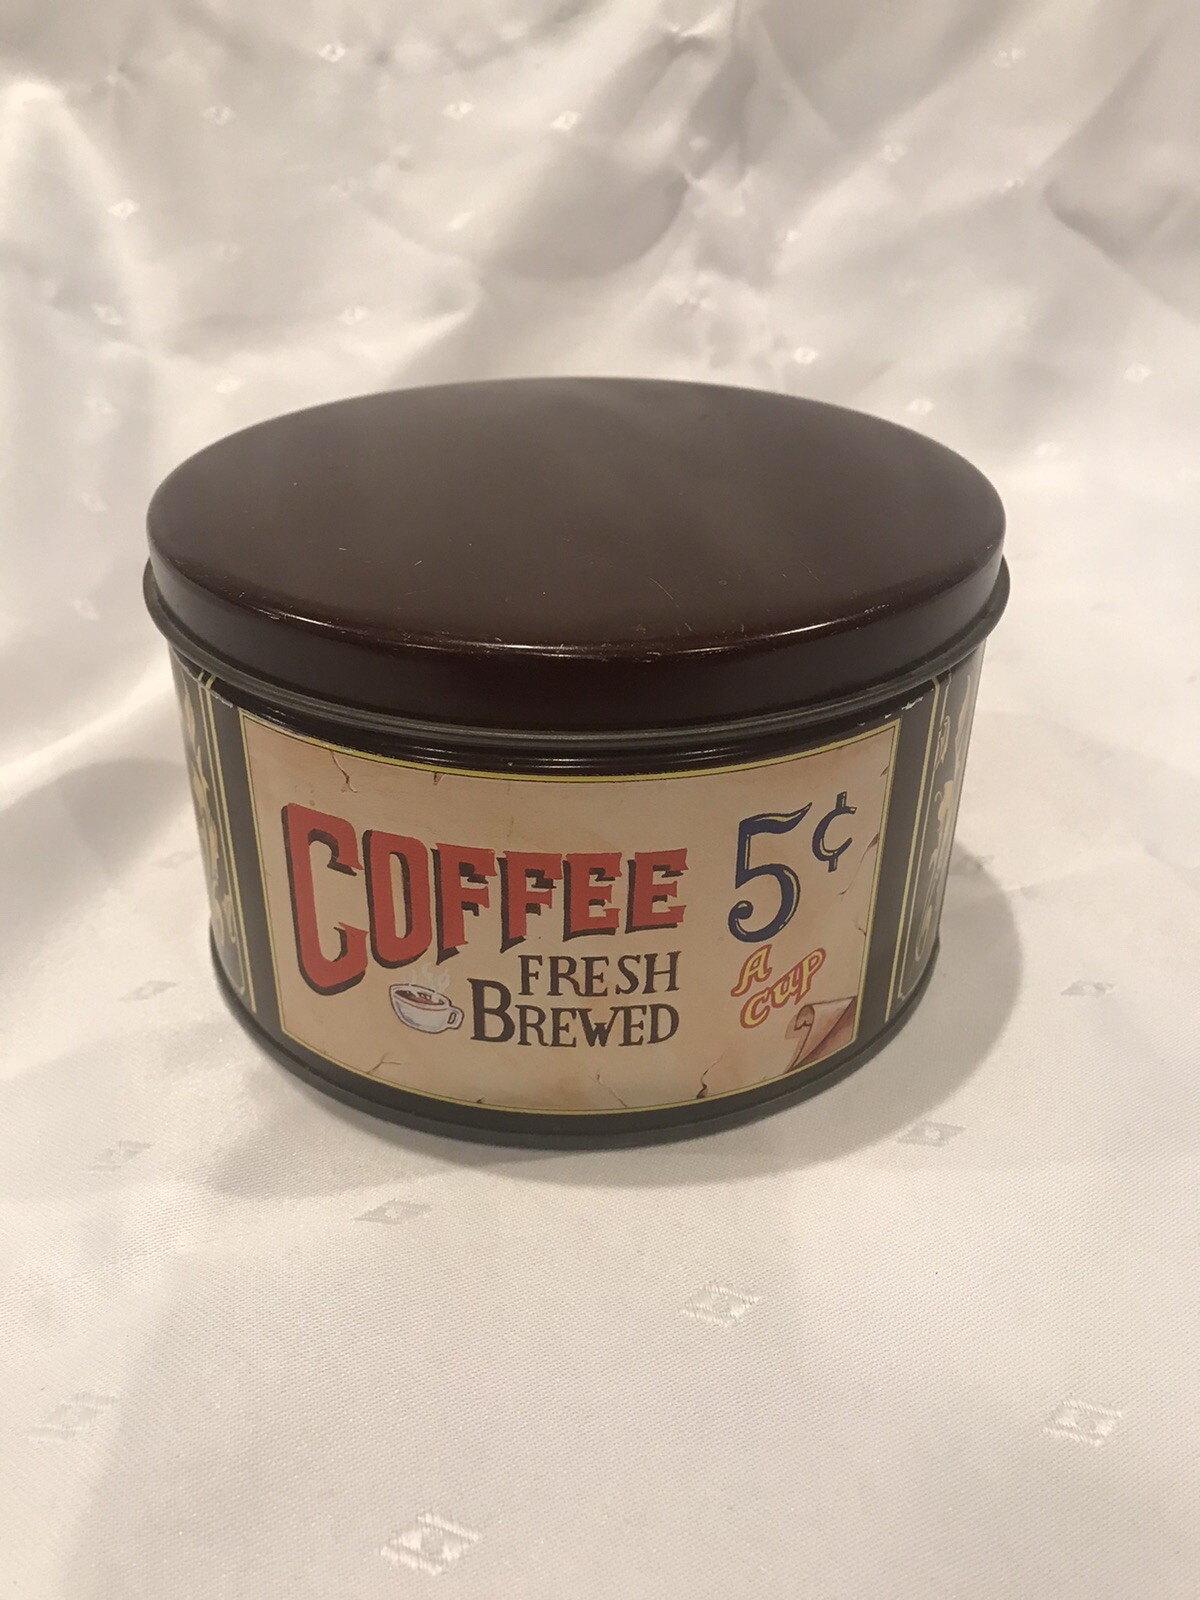 COFFEE
5¢
A
cup
FRESH
BREWED